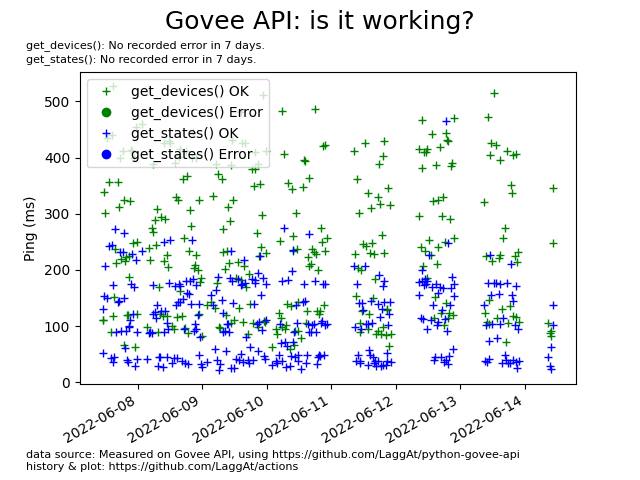 Govee API: is it working?
get_devices(): No recorded error in 7 days.
get_states(): No recorded error in 7 days.
get_devices() OK
get_devices() Error
get_states() OK
get_states() Error
Ping (ms)
500
400
300
200
100
0
2022-06-08
2022-06-09
2022-06-10
2022-06-11
2022-06-12
2022-06-13
2022-06-14
data source: Measured on Govee API, using https://github.com/LaggAt/python-govee-api
history & plot: https://github.com/LaggAt/actions